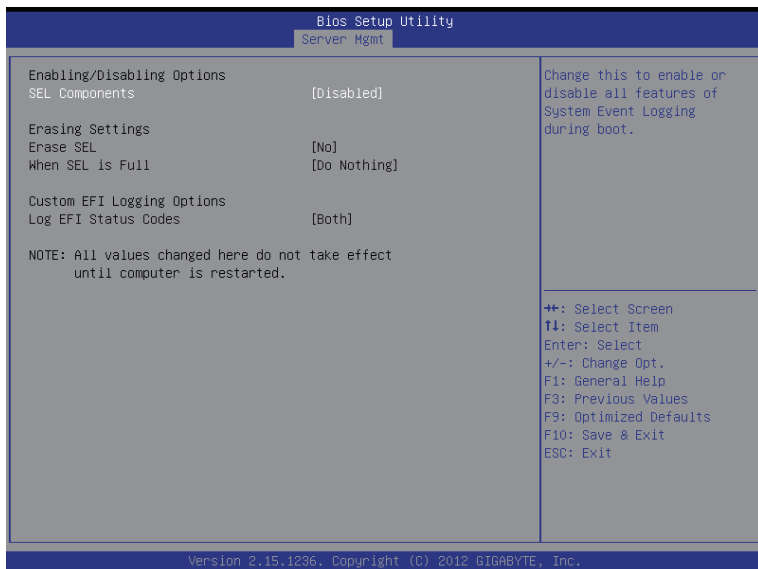 Bios Setup Utility
Server Mgmt
Enabling/Disabling Options
SEL Components [Disabled]
Erasing Settings
Erase SEL [No]
When SEL is Full [Do Nothing]
Custom EFI Logging Options
Log EFI Status Codes [Both]
NOTE: All values changed here do not take effect
until computer is restarted.
Change this to enable or
disable all features of
System Event Logging
during boot.
→←: Select Screen
↑↓: Select Item
Enter: Select
+/-: Change Opt.
F1: General Help
F3: Previous Values
F9: Optimized Defaults
F10: Save & Exit
ESC: Exit
Version 2.15.1236. Copyright (C) 2012 GIGABYTE, Inc.